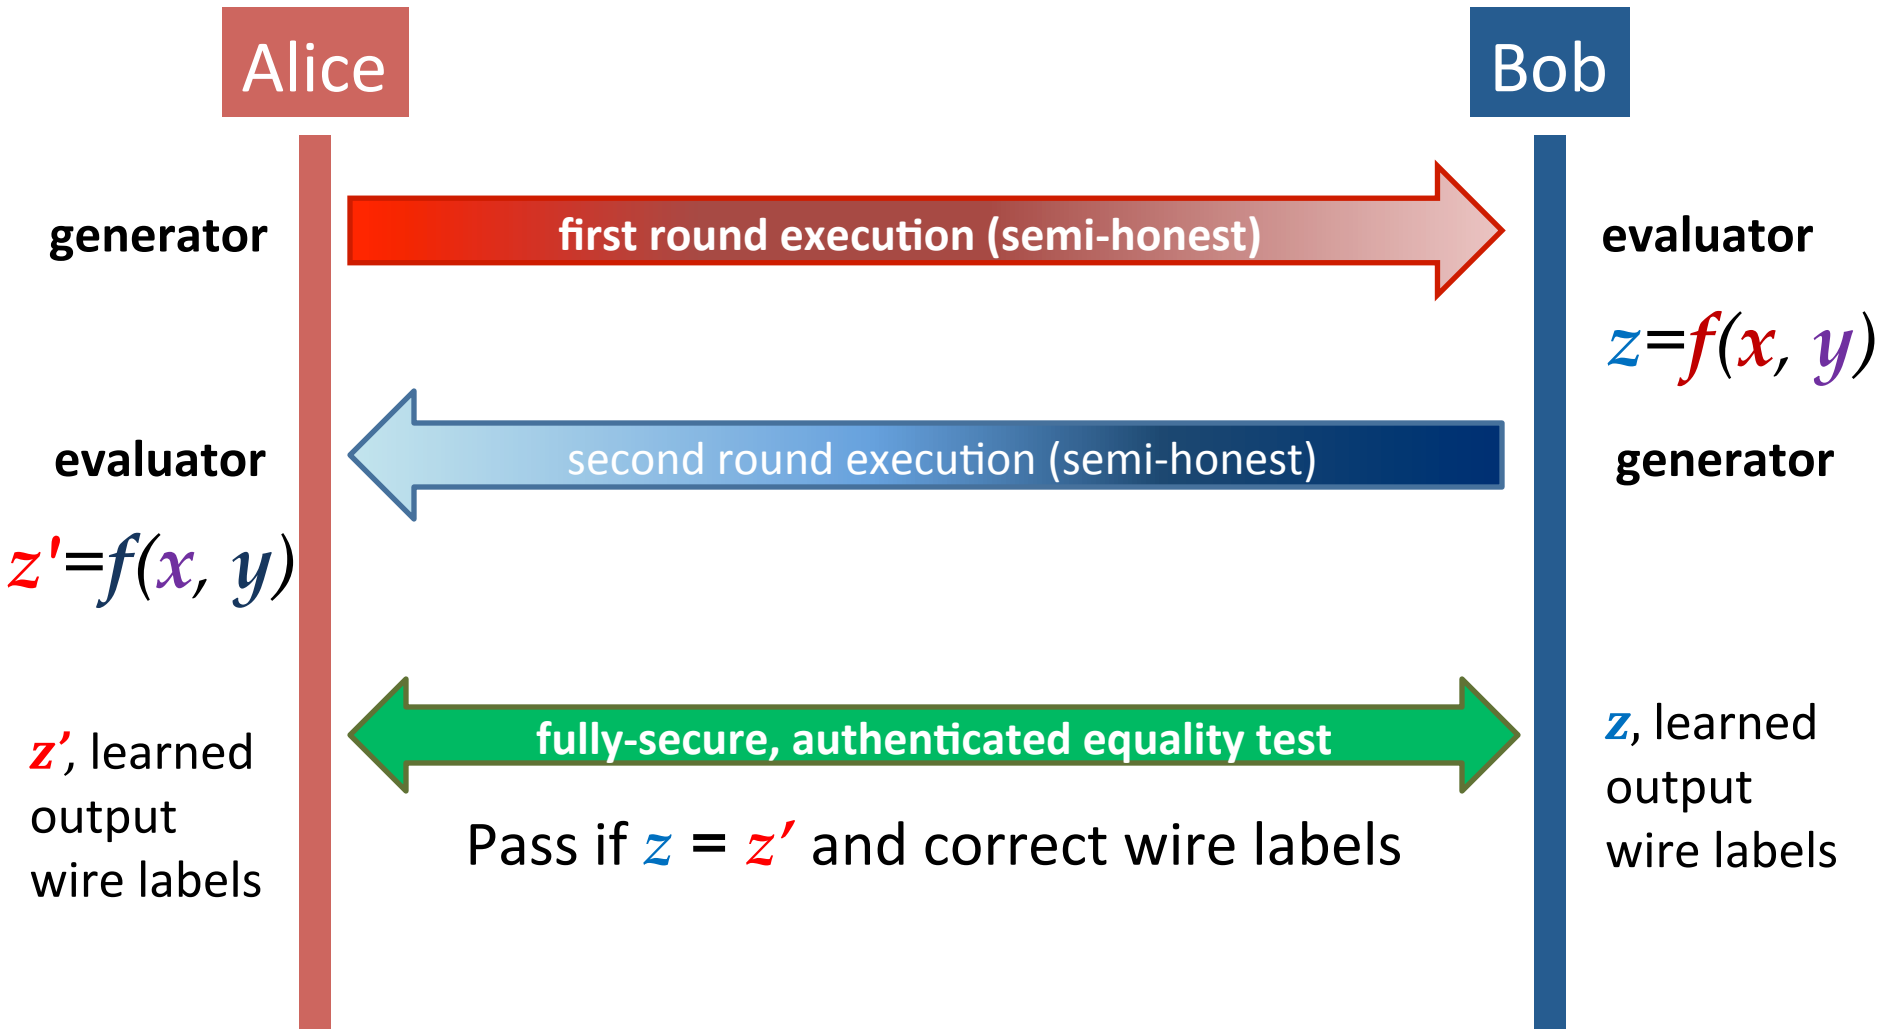 Alice
Bob
generator
first round execution (semi-honest)
evaluator
z=f(x, y)
evaluator
second round execution (semi-honest)
generator
z'=f(x, y)
fully-secure, authenticated equality test
z’, learned
output
wire labels
z, learned
output
wire labels
Pass if z = z’ and correct wire labels